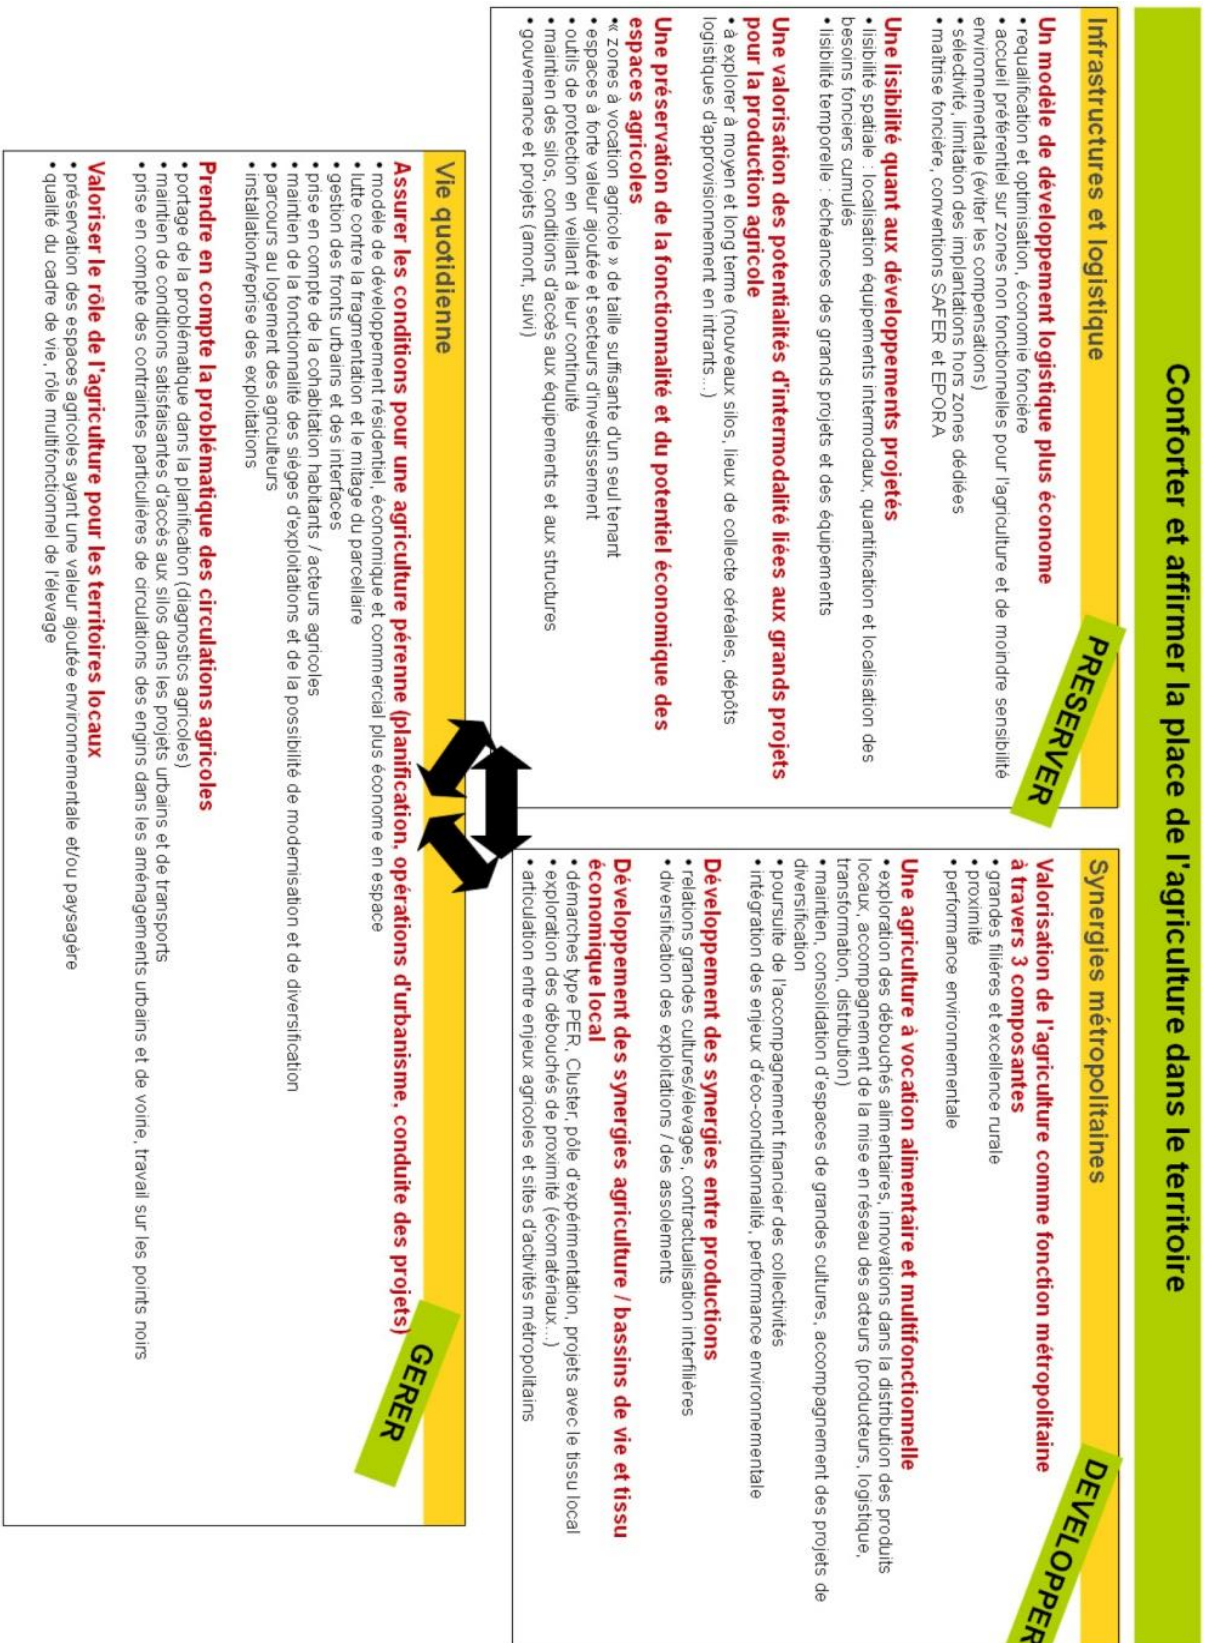 Conforter et affirmer la place de l'agriculture dans le territoire
Infrastructures et logistique
PRESERVER
Un modèle de développement logistique plus économe
• requalification et optimisation, économie foncière
• accueil préférentiel sur zones non fonctionnelles pour l'agriculture et de moindre sensibilité
environnementale (éviter les compensations)
• sélectivité, limitation des implantations hors zones dédiées
• maîtrise foncière, conventions SAFER et EPORA
Une lisibilité quant aux développements projetés
• lisibilité spatiale : localisation équipements intermodaux, quantification et localisation des
besoins fonciers cumulés
• lisibilité temporelle : échéances des grands projets et des équipements
Une valorisation des potentialités d'intermodalité liées aux grands projets
pour la production agricole
• à explorer à moyen et long terme (nouveaux silos, lieux de collecte céréales, dépôts
logistiques d'approvisionnement en intrants...)
Une préservation de la fonctionnalité et du potentiel économique des
espaces agricoles
•« zones à vocation agricole » de taille suffisante d'un seul tenant
• espaces à forte valeur ajoutée et secteurs d'investissement
• outils de protection en veillant à leur continuité
• maintien des silos, conditions d'accès aux équipements et aux structures
• gouvernance et projets (amont, suivi)
Synergies métropolitaines
DEVELOPPER
Valorisation de l'agriculture comme fonction métropolitaine
à travers 3 composantes
• grandes filières et excellence rurale
• proximité
• performance environnementale
Une agriculture à vocation alimentaire et multifonctionnelle
• exploration des débouchés alimentaires, innovations dans la distribution des produits
locaux, accompagnement de la mise en réseau des acteurs (producteurs, logistique,
transformation, distribution)
• maintien, consolidation d'espaces de grandes cultures, accompagnement des projets de
diversification
• poursuite de l'accompagnement financier des collectivités
• intégration des enjeux d'éco-conditionnalité, performance environnementale
Développement des synergies entre productions
• relations grandes cultures/élevages, contractualisation interfilières
• diversification des exploitations / des assolements
Développement des synergies agriculture / bassins de vie et tissu
économique local
• démarches type PER, Cluster, pôle d'expérimentation, projets avec le tissu local
• exploration des débouchés de proximité (écomatériaux...)
• articulation entre enjeux agricoles et sites d'activités métropolitains
Vie quotidienne
GERER
Assurer les conditions pour une agriculture pérenne (planification, opérations d'urbanisme, conduite des projets)
• modèle de développement résidentiel, économique et commercial plus économe en espace
• lutte contre la fragmentation et le mitage du parcellaire
• gestion des fronts urbains et des interfaces
• prise en compte de la cohabitation habitants / acteurs agricoles
• maintien de la fonctionnalité des sièges d'exploitations et de la possibilité de modernisation et de diversification
• parcours au logement des agriculteurs
• installation/reprise des exploitations
Prendre en compte la problématique des circulations agricoles
• portage de la problématique dans la planification (diagnostics agricoles)
• maintien de conditions satisfaisantes d'accès aux silos dans les projets urbains et de transports
• prise en compte des contraintes particulières de circulations des engins dans les aménagements urbains et de voirie, travail sur les points noirs
Valoriser le rôle de l'agriculture pour les territoires locaux
• préservation des espaces agricoles ayant une valeur ajoutée environnementale et/ou paysagère
• qualité du cadre de vie, rôle multifonctionnel de l'élevage